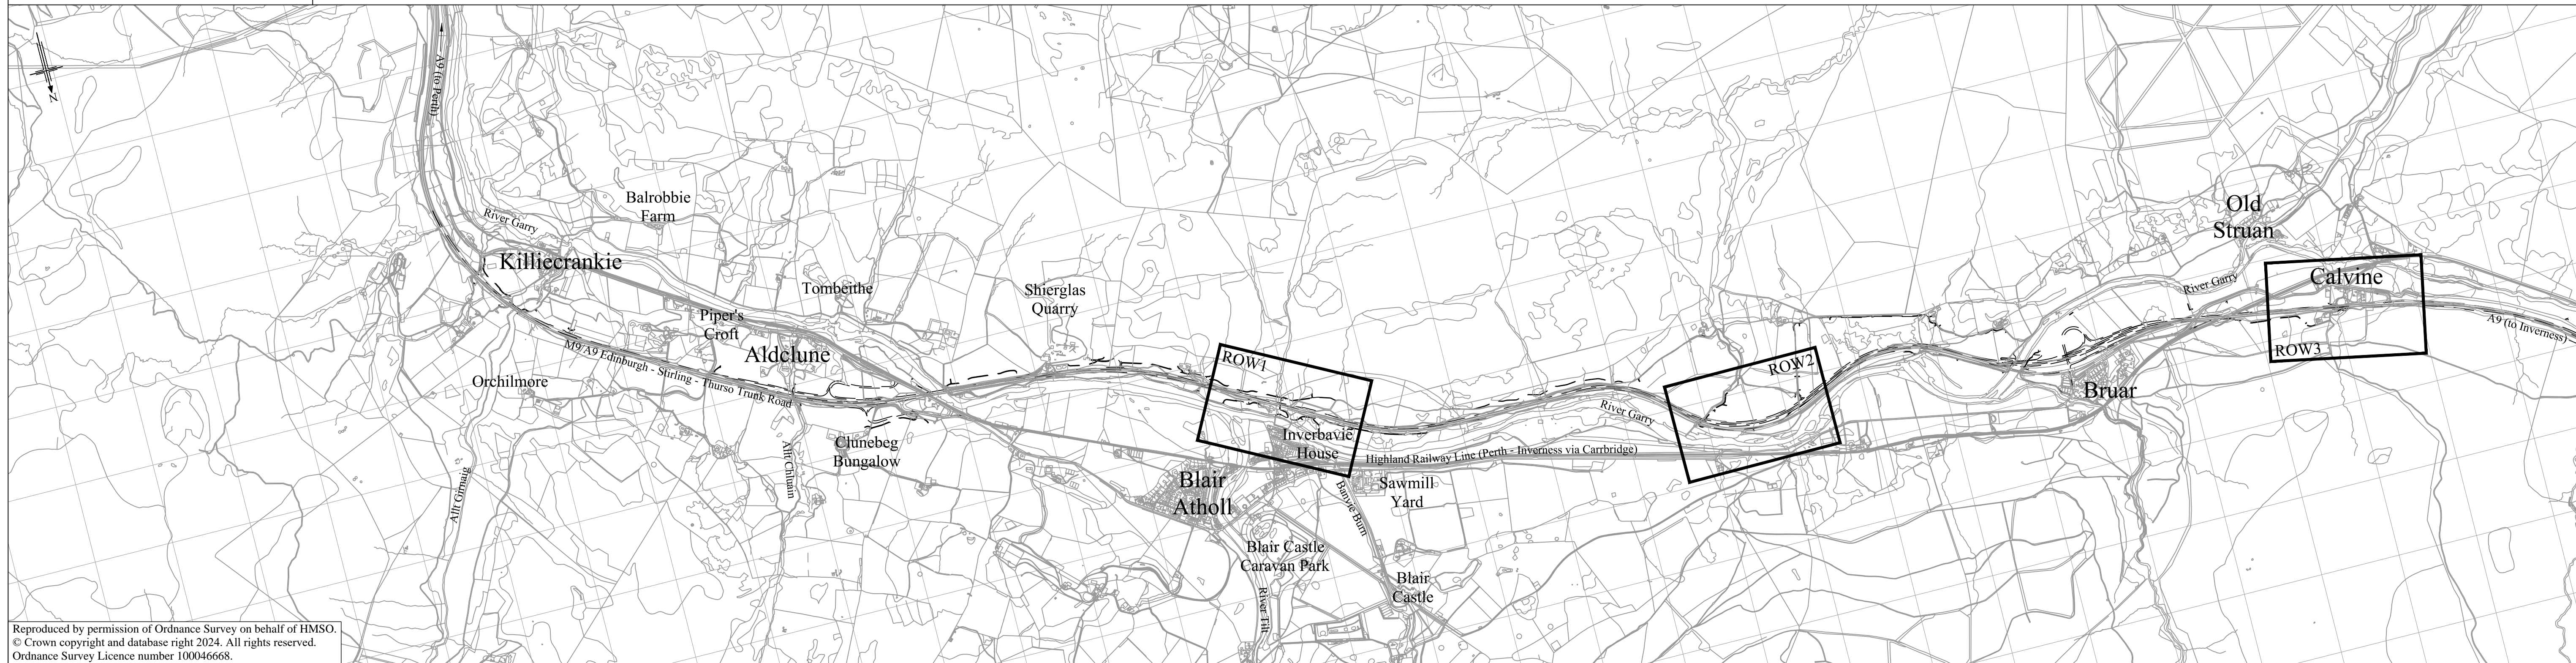 N
A9 (to Perth)
River Garry
Balrobbie
Farm
Killiecrankie
Tombeithe
Piper's
Croft
Aldclune
M9/A9 Edinburgh - Stirling - Thurso Trunk Road
Orchilmore
Allt Girnaig
Allt Chluain
Clunebeg
Bungalow
Shierglas
Quarry
ROW1
Inverbavie
House
Blair
Atholl
Highland Railway Line (Perth - Inverness via Carrbridge)
Sawmill
Yard
Banvie Burn
Blair Castle
Caravan Park
River Tilt
Blair
Castle
River Garry
ROW2
Old
Struan
River Garry
Calvine
ROW3
A9 (to Inverness)
Bruar
Reproduced by permission of Ordnance Survey on behalf of HMSO.
© Crown copyright and database right 2024. All rights reserved.
Ordnance Survey Licence number 100046668.